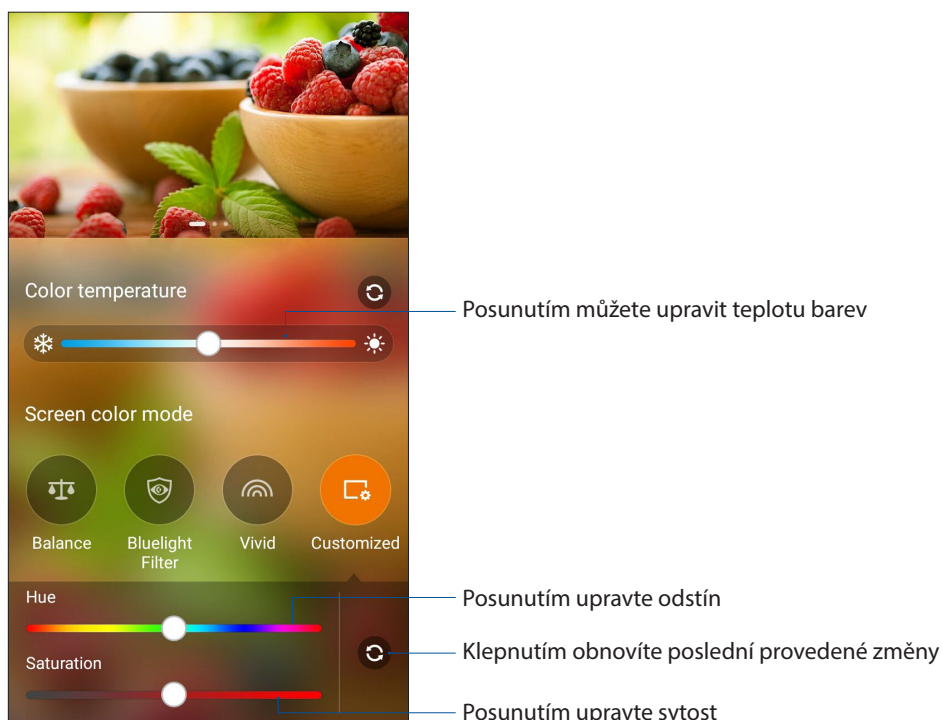 Color temperature
Posunutím můžete upravit teplotu barev
Screen color mode
Balance
Bluelight
Filter
Vivid
Customized
Hue
Posunutím upravte odstín
Klepnutím obnovíte poslední provedené změny
Saturation
Posunutím upravte sytost